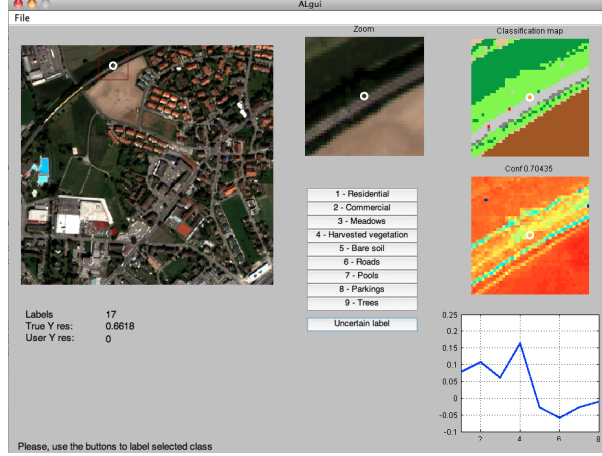 ALgui
File
Zoom
Classification map
Conf 0.70435
1 - Residential
2 - Commercial
3 - Meadows
4 - Harvested vegetation
5 - Bare soil
6 - Roads
7 - Pools
8 - Parkings
9 - Trees
Uncertain label
Labels 17
True Y res: 0.6618
User Y res: 0
0.25
0.2
0.15
0.1
0.05
0
-0.05
-0.1
2 4 6 8
Please, use the buttons to label selected class